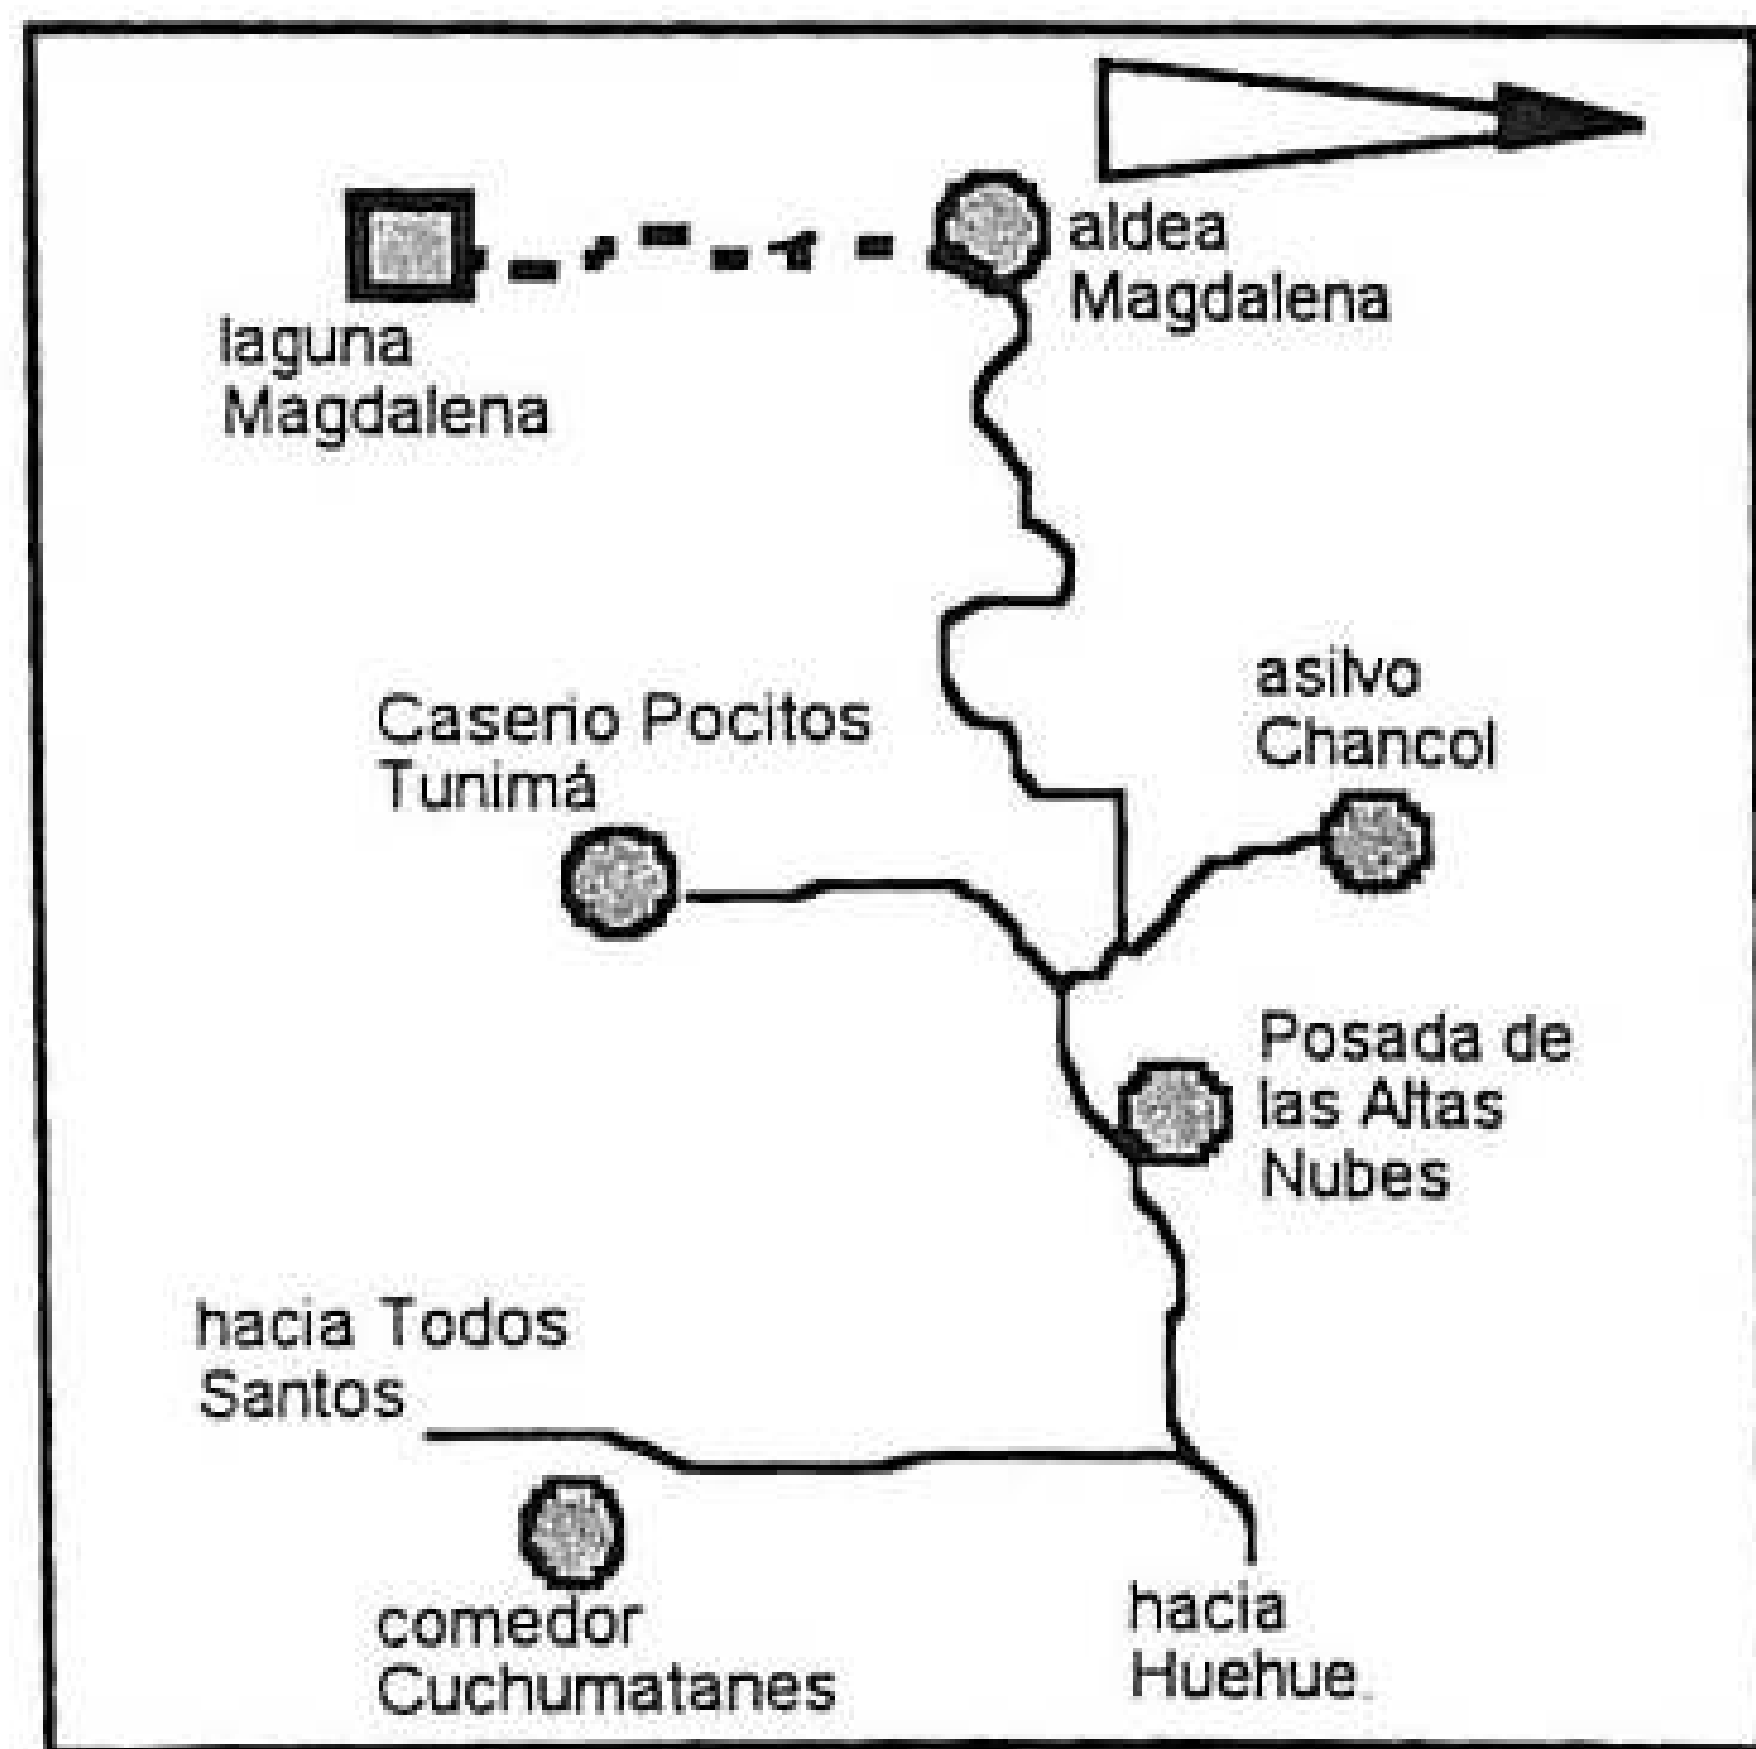 aldea
Magdalena
laguna
Magdalena
asilvo
Chancol
Caserio Pocitos
Tunimá
Posada de
las Altas
Nubes
hacia Todos
Santos
comedor
Cuchumatanes
hacia
Huehue.